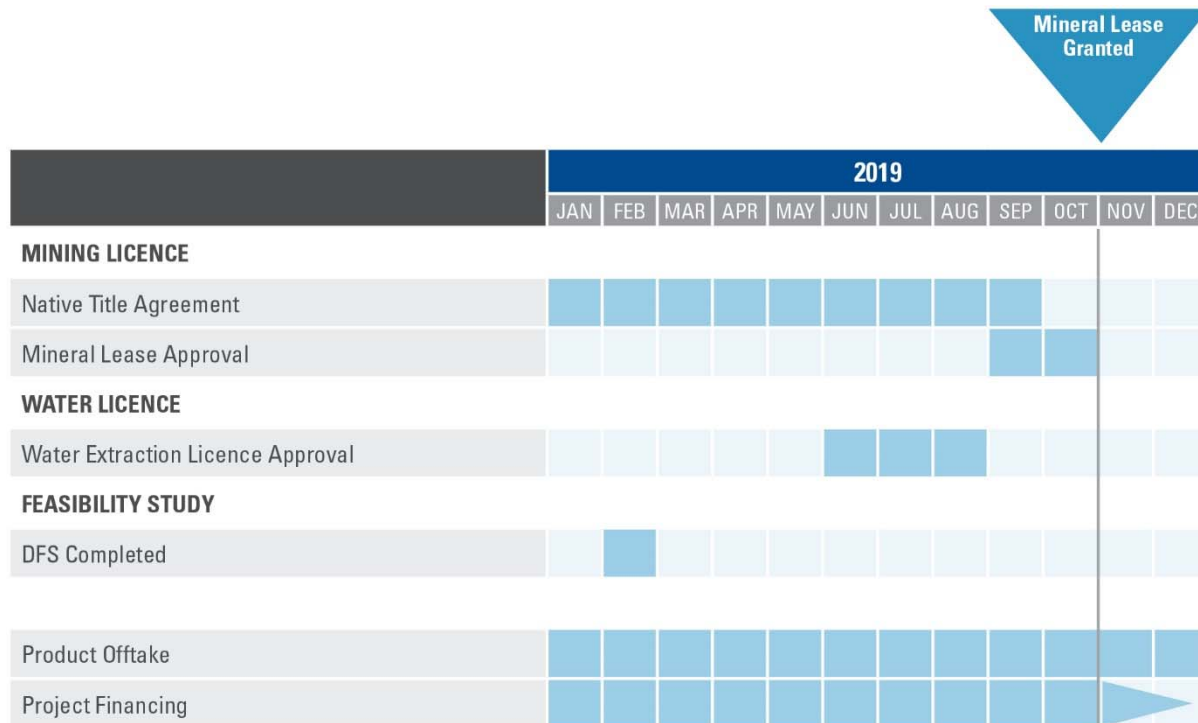 Mineral Lease
Granted
2019
JAN FEB MAR APR MAY JUN JUL AUG SEP OCT NOV DEC
MINING LICENCE
Native Title Agreement
Mineral Lease Approval
WATER LICENCE
Water Extraction Licence Approval
FEASIBILITY STUDY
DFS Completed
Product Offtake
Project Financing